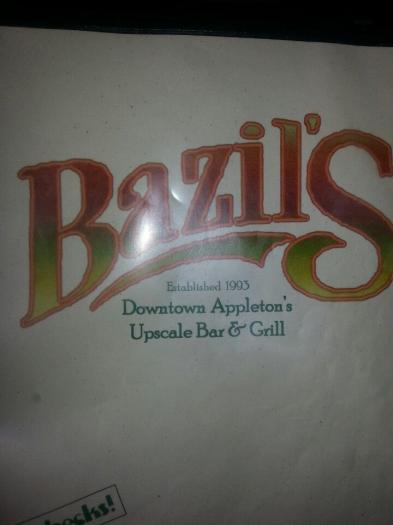 Bazil's
Established 1993
Downtown Appleton's
Upscale Bar & Grill